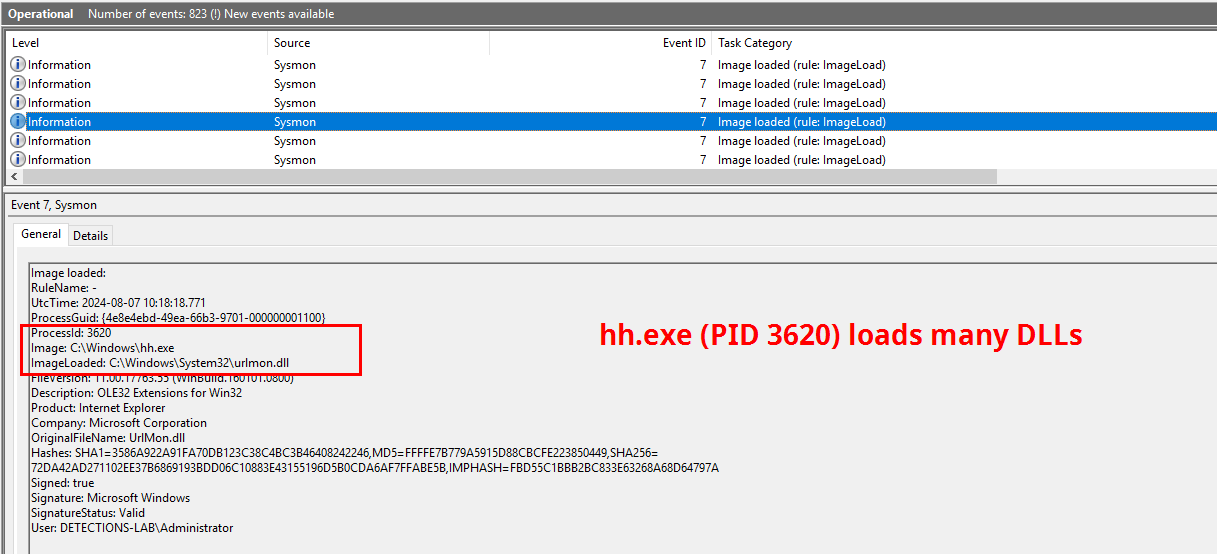 Operational Number of events: 823 (!) New events available
Level Source Event ID Task Category
Information Sysmon 7 Image loaded (rule: ImageLoad)
Information Sysmon 7 Image loaded (rule: ImageLoad)
Information Sysmon 7 Image loaded (rule: ImageLoad)
Information Sysmon 7 Image loaded (rule: ImageLoad)
Information Sysmon 7 Image loaded (rule: ImageLoad)
Information Sysmon 7 Image loaded (rule: ImageLoad)
Event 7, Sysmon
General Details
Image loaded:
RuleName: -
UtcTime: 2024-08-07 10:18:18.771
ProcessGuid: {4e8e4ebd-49ea-66b3-9701-000000001100}
ProcessId: 3620
Image: C:\Windows\hh.exe
ImageLoaded: C:\Windows\System32\urlmon.dll
FileVersion: 11.00.17763.55 (WinBuild.160101.0800)
Description: OLE32 Extensions for Win32
Product: Internet Explorer
Company: Microsoft Corporation
OriginalFileName: UrlMon.dll
Hashes: SHA1=3586A922A91FA70DB123C38C4BC3B46408242246,MD5=FFFFE7B779A5915D88CBCFE223850449,SHA256=
72DA42AD271102EE37B6869193BDD06C10883E43155196D5B0CDA6AF7FFABE5B,IMPHASH=FBD55C1BBB2BC833E63268A68D64797A
Signed: true
Signature: Microsoft Windows
SignatureStatus: Valid
User: DETECTIONS-LAB\Administrator
hh.exe (PID 3620) loads many DLLs